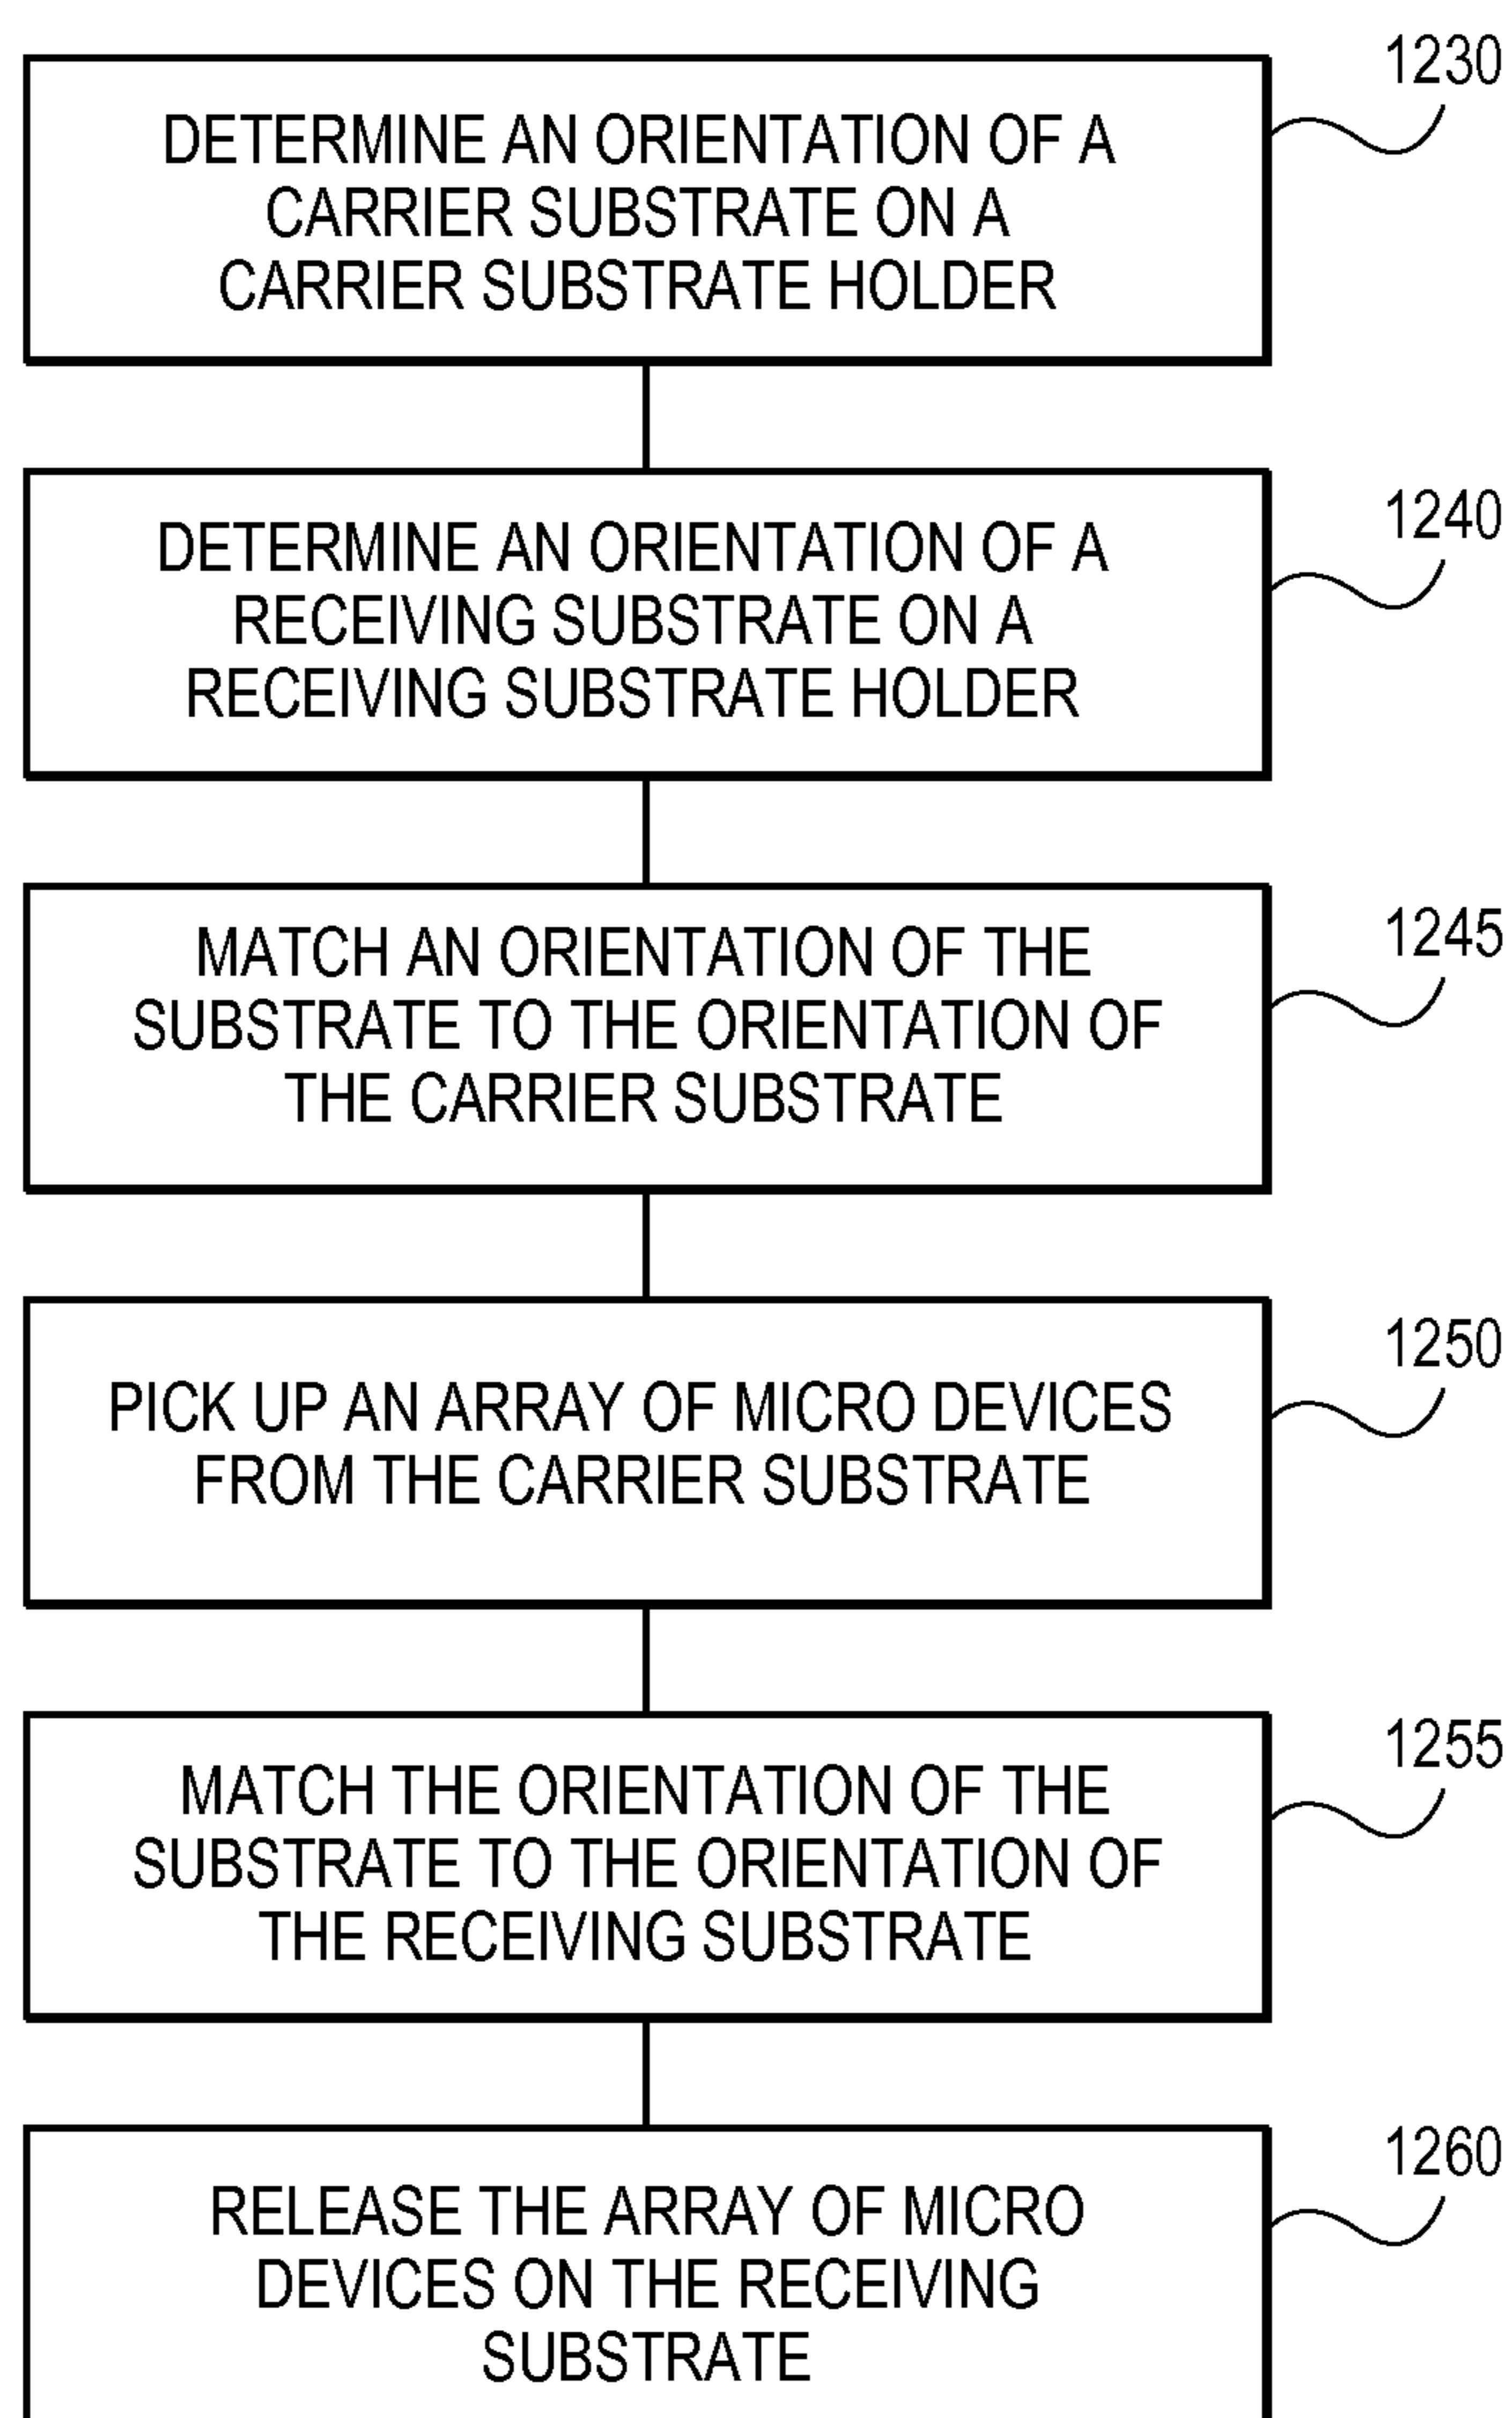 1230
DETERMINE AN ORIENTATION OF A
CARRIER SUBSTRATE ON A
CARRIER SUBSTRATE HOLDER
1240
DETERMINE AN ORIENTATION OF A
RECEIVING SUBSTRATE ON A
RECEIVING SUBSTRATE HOLDER
1245
MATCH AN ORIENTATION OF THE
SUBSTRATE TO THE ORIENTATION OF
THE CARRIER SUBSTRATE
1250
PICK UP AN ARRAY OF MICRO DEVICES
FROM THE CARRIER SUBSTRATE
1255
MATCH THE ORIENTATION OF THE
SUBSTRATE TO THE ORIENTATION OF
THE RECEIVING SUBSTRATE
1260
RELEASE THE ARRAY OF MICRO
DEVICES ON THE RECEIVING
SUBSTRATE